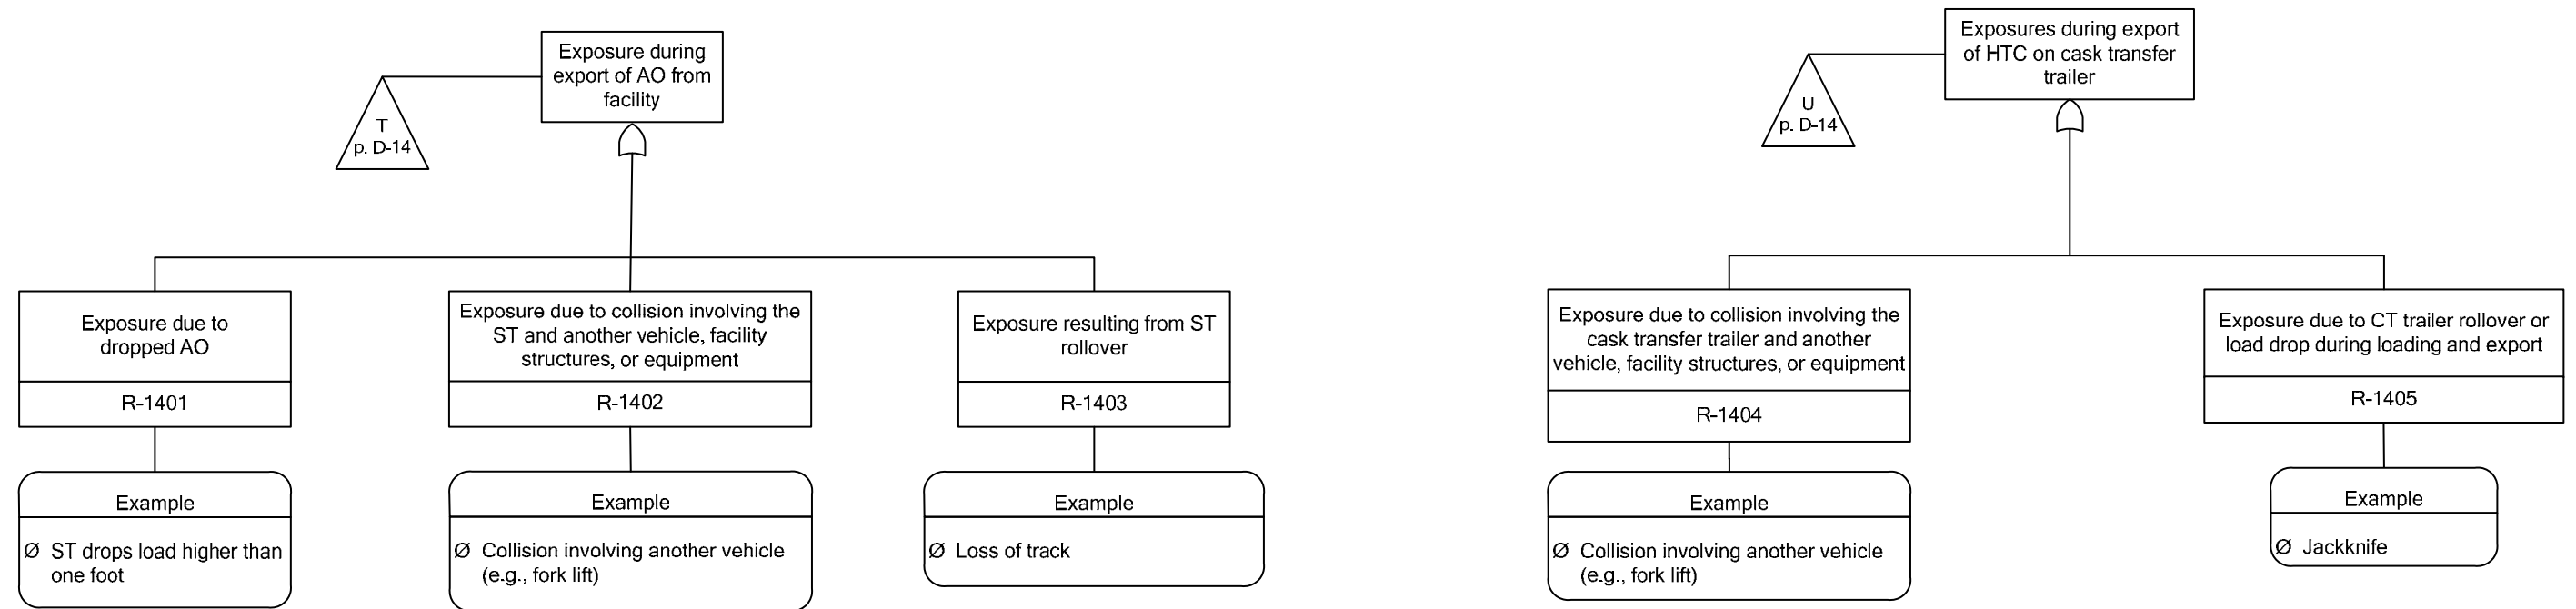 Exposure during
export of AO from
facility
T
p. D-14
Exposure due to
dropped AO
R-1401
Example
Ø ST drops load higher than
one foot
Exposure due to collision involving the
ST and another vehicle, facility
structures, or equipment
R-1402
Example
Ø Collision involving another vehicle
(e.g., fork lift)
Exposure resulting from ST
rollover
R-1403
Example
Ø Loss of track
Exposures during export
of HTC on cask transfer
trailer
U
p. D-14
Exposure due to collision involving the
cask transfer trailer and another
vehicle, facility structures, or equipment
R-1404
Example
Ø Collision involving another vehicle
(e.g., fork lift)
Exposure due to CT trailer rollover or
load drop during loading and export
R-1405
Example
Ø Jackknife